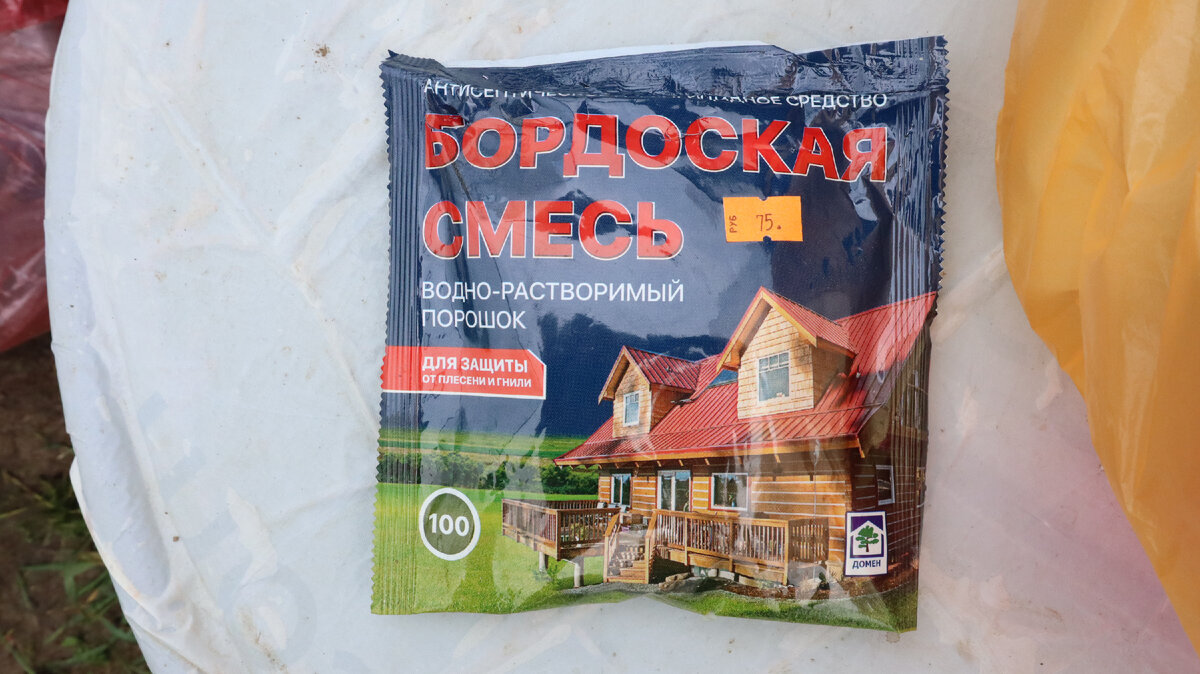 СРЕДСТВО
БОРДОСКАЯ
СМЕСЬ
РУБ 75.
ВОДНО-РАСТВОРИМЫЙ
ПОРОШОК
ДЛЯ ЗАЩИТЫ
ОТ ПЛЕСЕНИ И ГНИЛИ
100
ДОМЕН